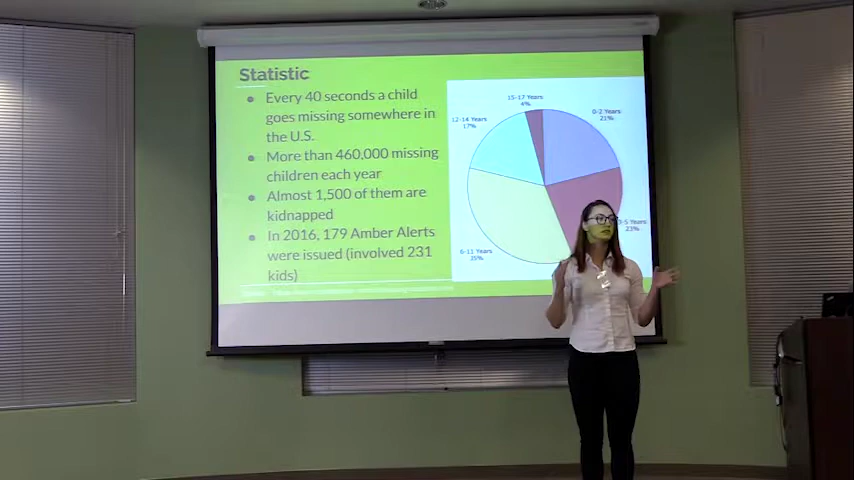 Statistic
Every 40 seconds a child
goes missing somewhere in
the U.S.
More than 460,000 missing
children each year
Almost 1,500 of them are
kidnapped
In 2016, 179 Amber Alerts
were issued (involved 231
kids)
15-17 Years
4%
0-2 Years
21%
12-14 Years
17%
3-5 Years
23%
6-11 Years
35%